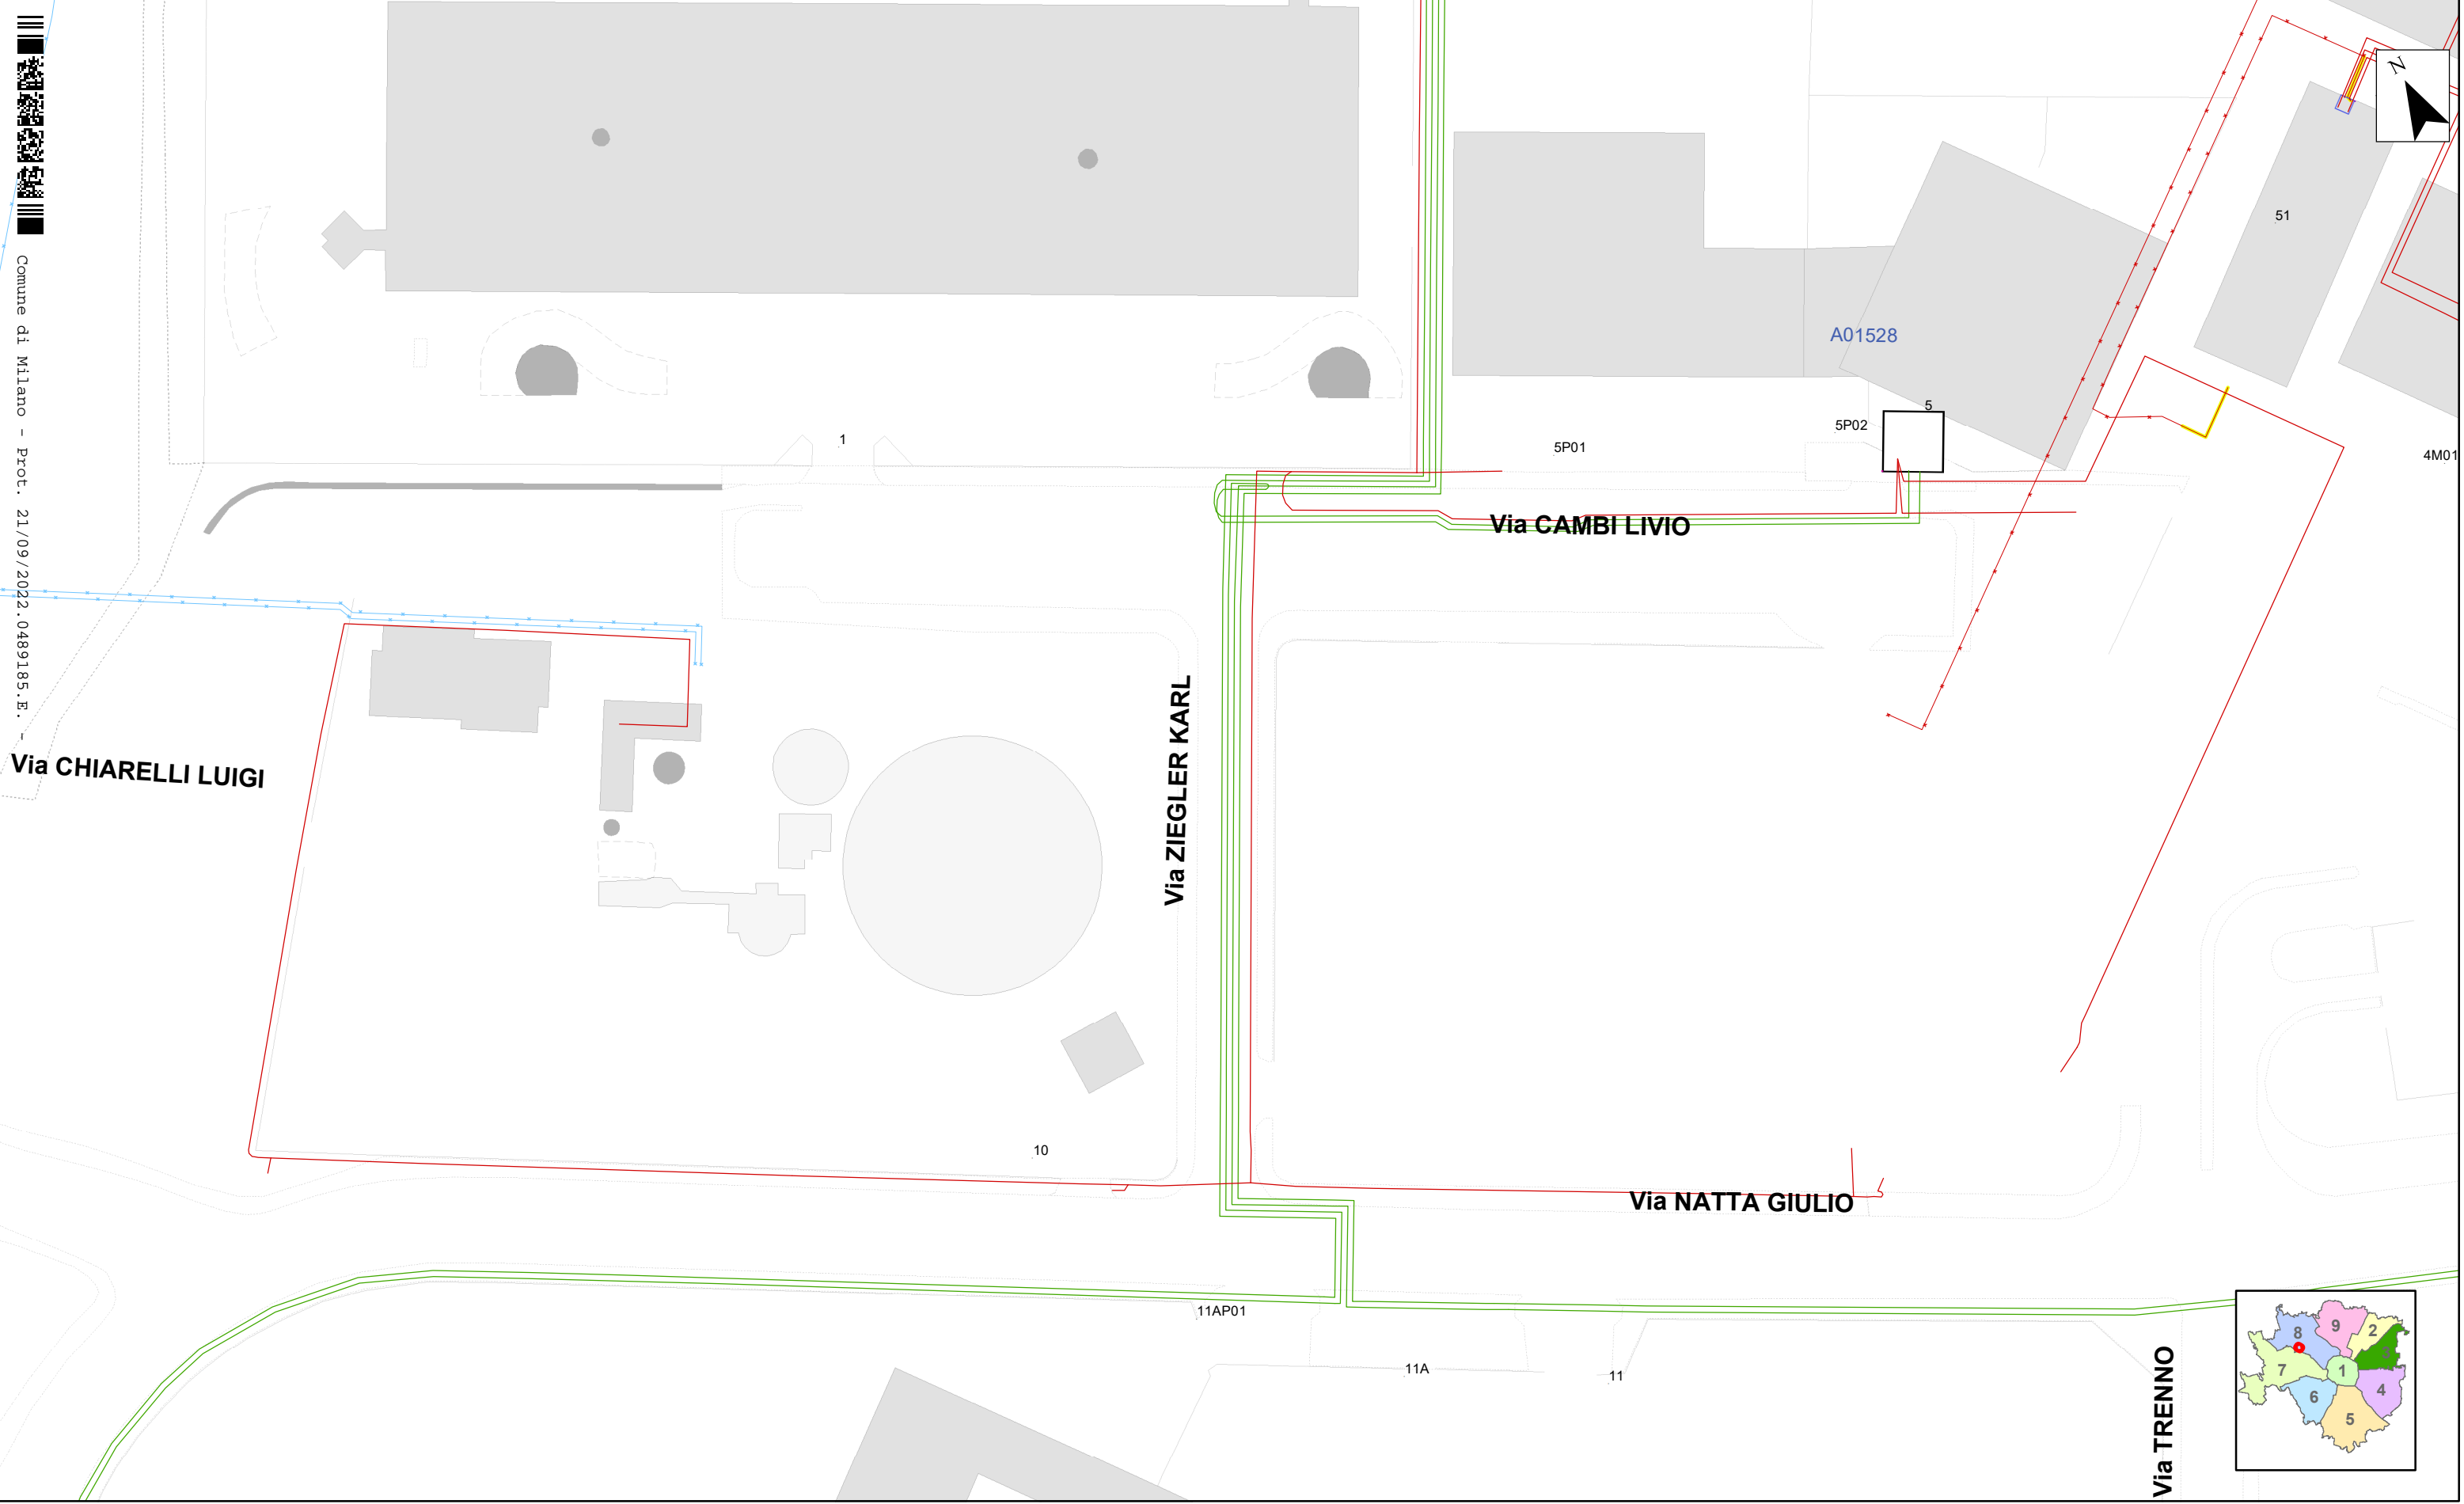 Comune di Milano - Prot. 21/09/2022.0489185.E. -
N
51
A01528
5
5P02
5P01
1
4M01
Via CAMBI LIVIO
Via CHIARELLI LUIGI
Via ZIEGLER KARL
10
Via NATTA GIULIO
11AP01
11A
11
Via TRENNO
9
8
2
3
7
1
4
6
5